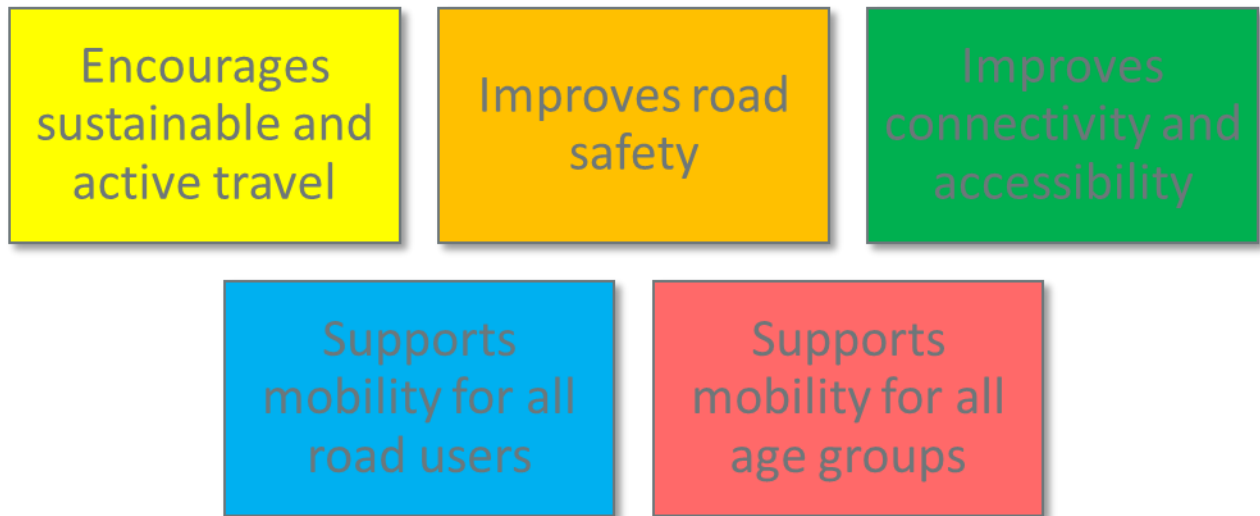 Encourages
sustainable and
active travel
Improves road
safety
Improves
connectivity and
accessibility
Supports
mobility for all
road users
Supports
mobility for all
age groups